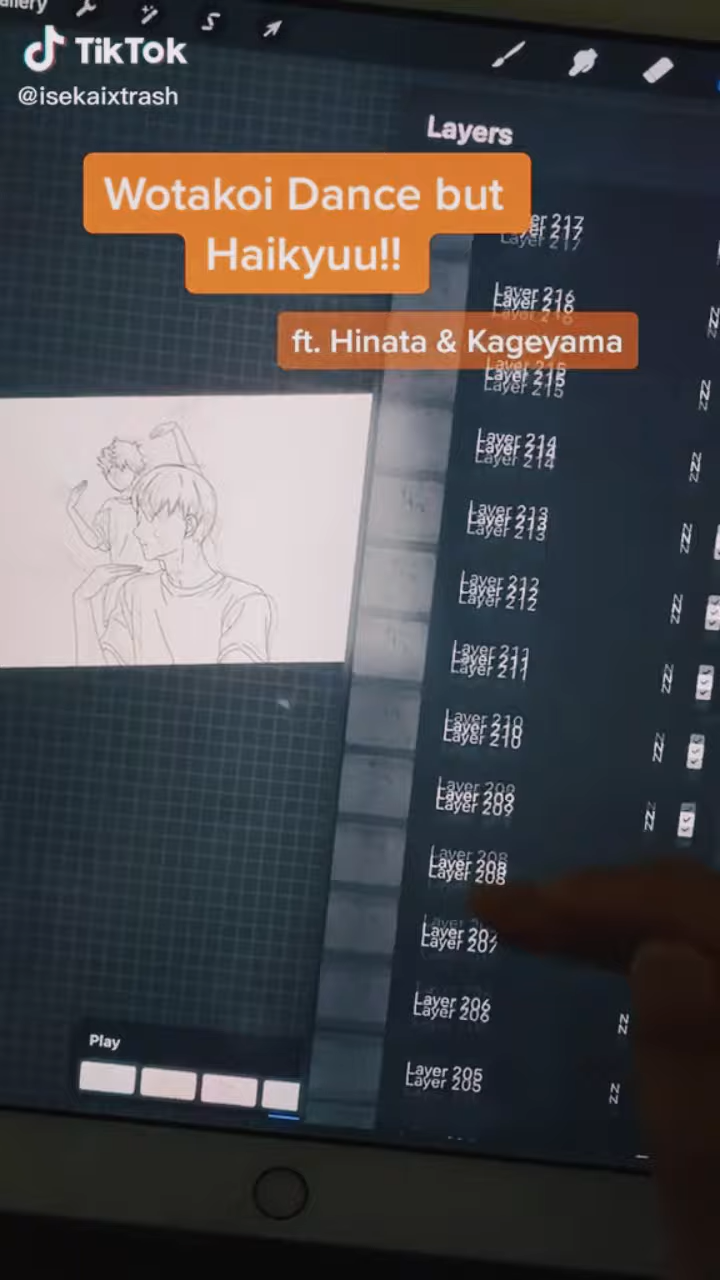 TikTok
@isekaixtrash
Layers
Wotakoi Dance but
Haikyuu!!
ft. Hinata & Kageyama
Layer 217
Layer 216
Layer 215
Layer 214
Layer 213
Layer 212
Layer 211
Layer 210
Layer 209
Layer 208
Layer 207
Layer 206
Layer 205
Play
N
N
N
N
N
N
N
N
N
N